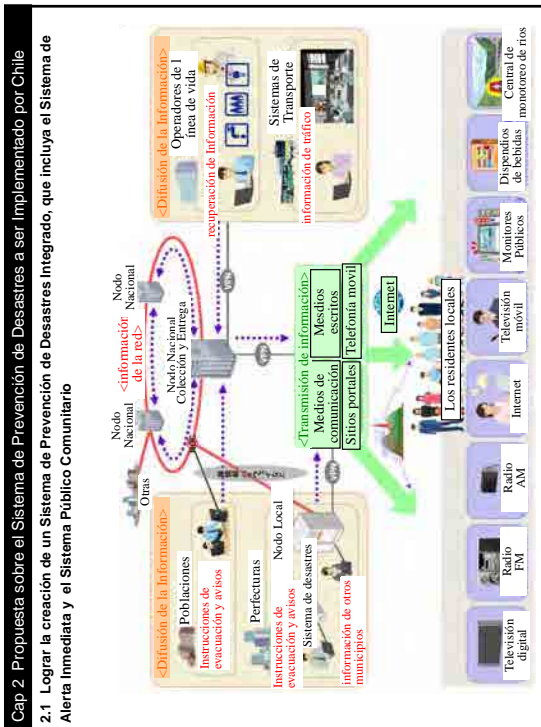 Cap 2 Propuesta sobre el Sistema de Prevención de Desastres a ser Implementado por Chile
2.1 Lograr la creación de un Sistema de Prevención de Desastres Integrado, que incluya el Sistema de
Alerta Inmediata y el Sistema Público Comunitario
<Difusión de la Información>
Poblaciones
Instrucciones de
evacuación y avisos
Perfecturas
Instrucciones de
evacuación y avisos
Nodo Local
Sistema de desastres
información de otros
municipios
Otras
Nodo
Nacional
<información
de la red>
Nodo
Nacional
Nodo Nacional
Colección y Entrega
VPN
VPN
VPN
<Transmisión de información>
Medios de
comunicación
Mesdios
escritos
Sitios portales
Telefonía movil
Internet
Los residentes locales
<Difusión de la Información>
Operadores de l
ínea de vida
recuperación de Información
Sistemas de
Transporte
información de tráfico
Televisión
digital
Radio
FM
Radio
AM
Internet
Televisión
móvil
Monitores
Públicos
Dispendios
de bebidas
Central de
monotoreo de rios